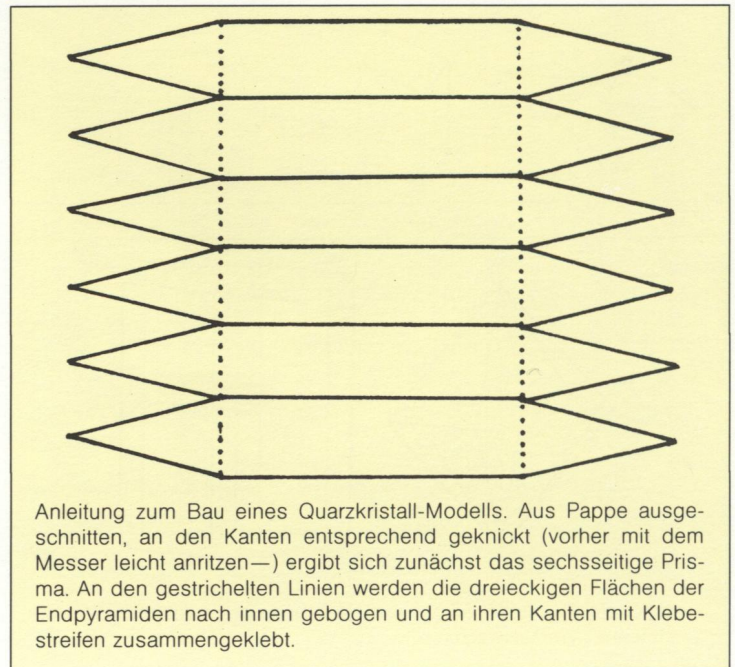 Anleitung zum Bau eines Quarzkristall-Modells. Aus Pappe ausge-
schnitten, an den Kanten entsprechend geknickt (vorher mit dem
Messer leicht anritzen—) ergibt sich zunächst das sechsseitige Pris-
ma. An den gestrichelten Linien werden die dreieckigen Flächen der
Endpyramiden nach innen gebogen und an ihren Kanten mit Klebe-
streifen zusammengeklebt.